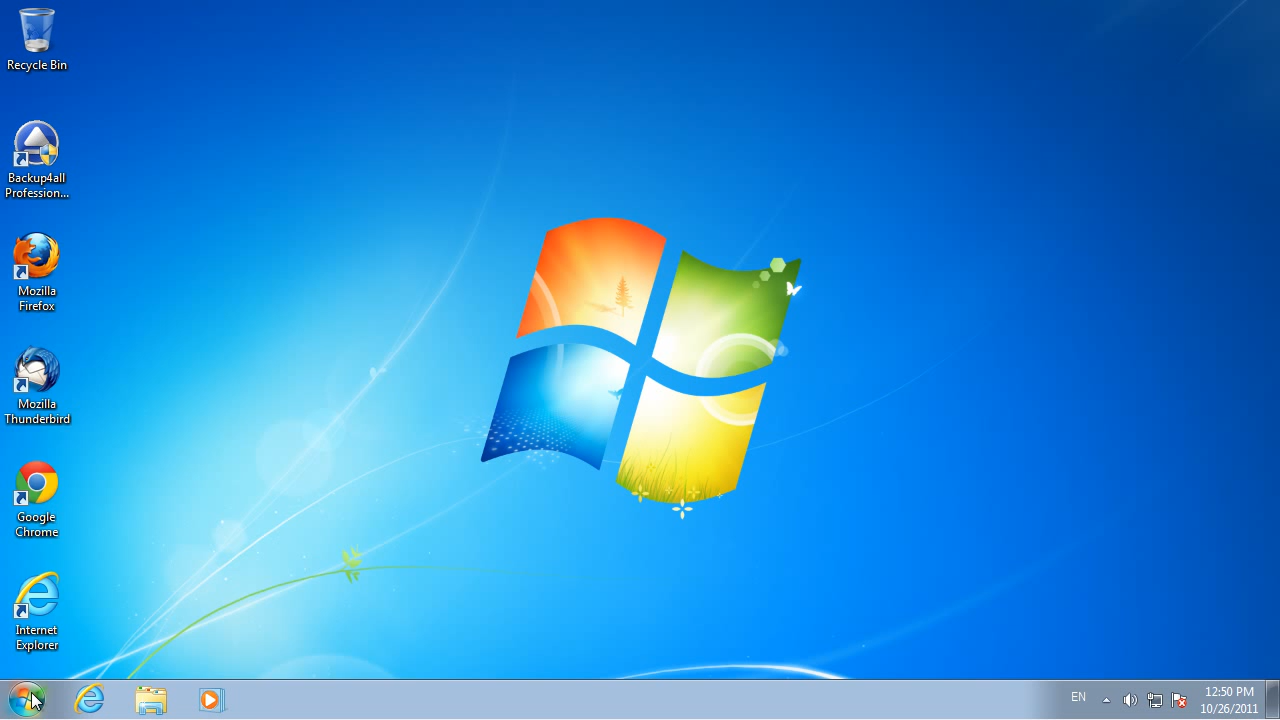 Recycle Bin
Backup4all
Profession...
Mozilla
Firefox
Mozilla
Thunderbird
Google
Chrome
Internet
Explorer
EN
12:50 PM
10/26/2011